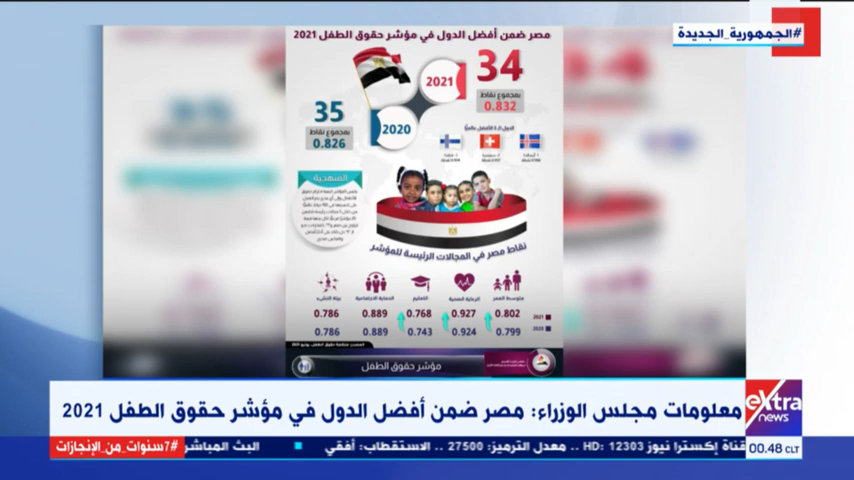 #الجمهورية_الجديدة
مصر ضمن أفضل الدول في مؤشر حقوق الطفل 2021
34
2021
بمجموع نقاط
0.832
35
2020
بمجموع نقاط
0.826
المنهجية
نقاط مصر في المجالات الرئيسة للمؤشر
متوسط العمر
الرعاية الصحية
التعليم
الحماية الاجتماعية
2021
0.802
0.927
0.768
0.889
0.786
2020
0.799
0.924
0.743
0.889
0.786
مؤشر حقوق الطفل
معلومات مجلس الوزراء: مصر ضمن أفضل الدول في مؤشر حقوق الطفل 2021
eXtra
news
00.48 CLT
قناة إكسترا نيوز HD: 12303 ... معدل الترميز: 27500 ... الاستقطاب: أفقي
البث المباشر
#7سنوات_من_الإنجازات